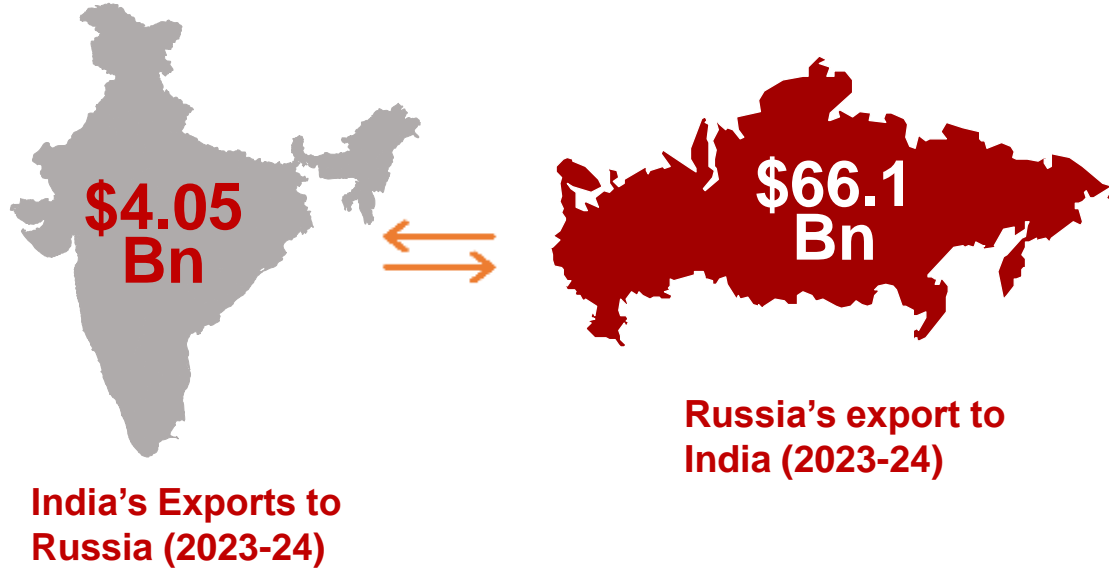 $4.05
Bn
India’s Exports to
Russia (2023-24)
$66.1
Bn
Russia’s export to
India (2023-24)